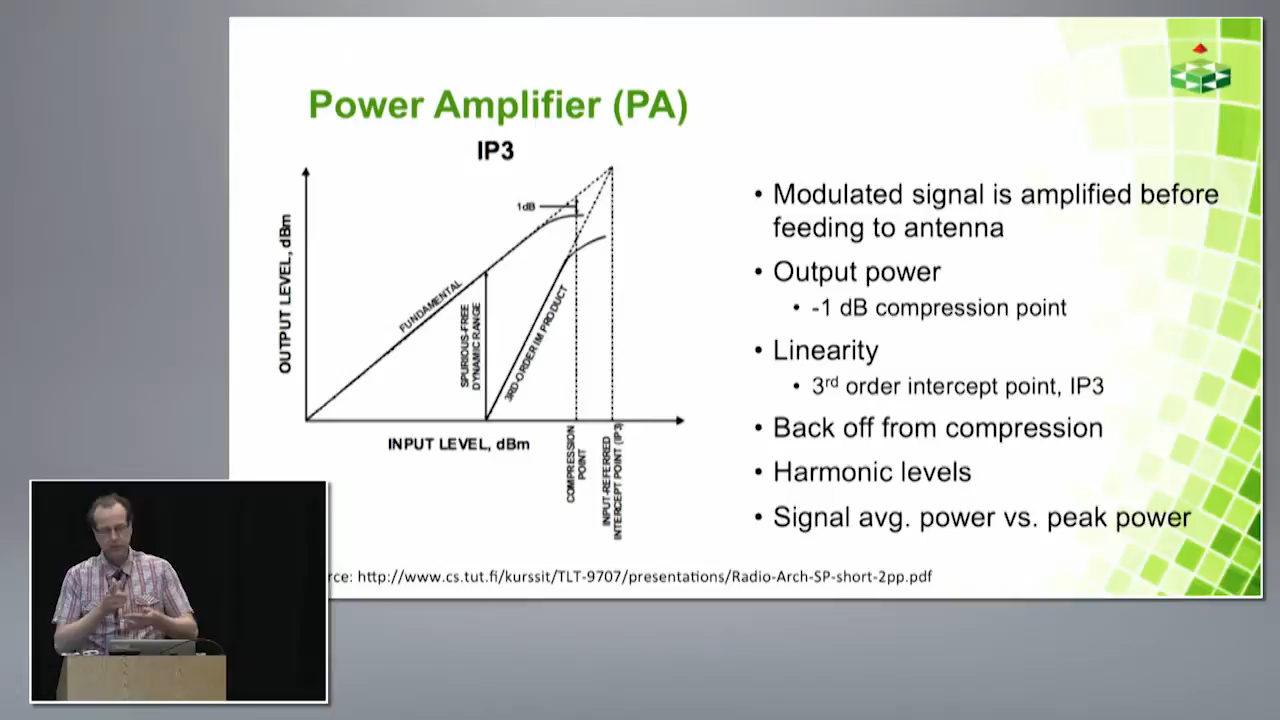 Power Amplifier (PA)
IP3
1dB
OUTPUT LEVEL, dBm
FUNDAMENTAL
SPURIOUS-FREE
DYNAMIC RANGE
3RD-ORDER IM PRODUCT
INPUT LEVEL, dBm
COMPRESSION
POINT
INPUT-REFERRED
INTERCEPT POINT (IP3)
• Modulated signal is amplified before
feeding to antenna
• Output power
• -1 dB compression point
• Linearity
• 3rd order intercept point, IP3
• Back off from compression
• Harmonic levels
• Signal avg. power vs. peak power
rce: http://www.cs.tut.fi/kurssit/TLT-9707/presentations/Radio-Arch-SP-short-2pp.pdf